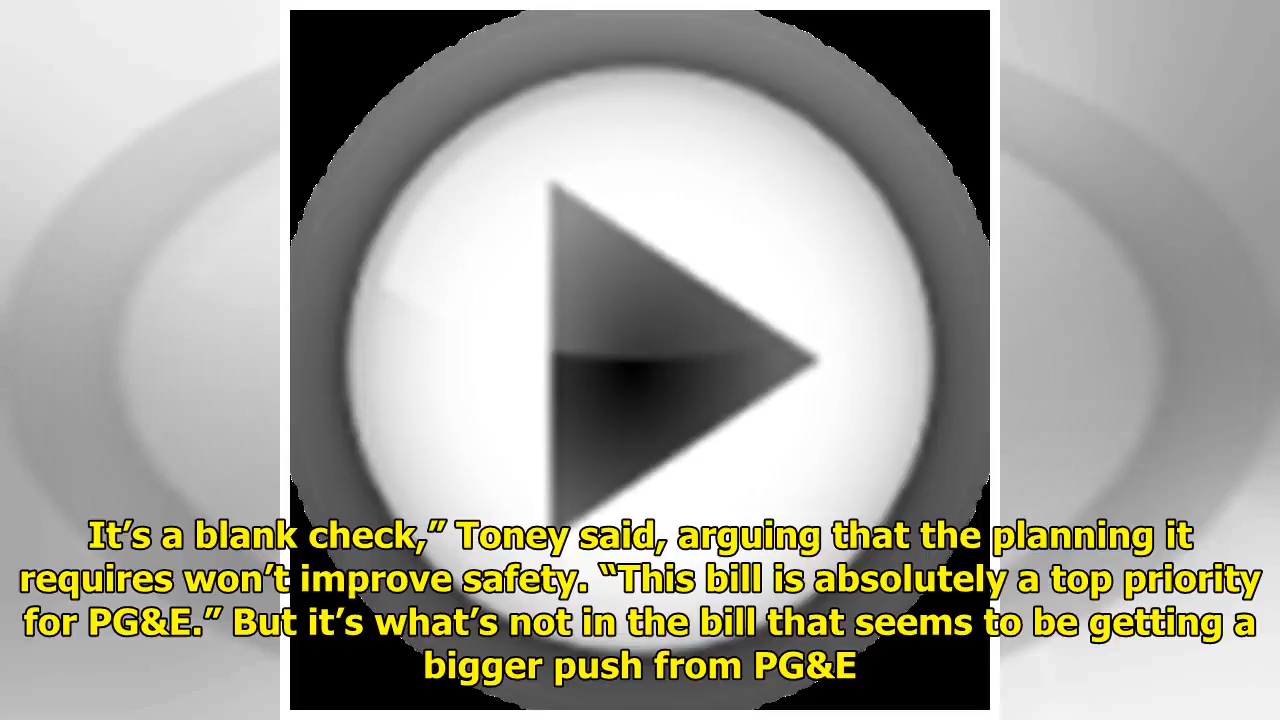 It’s a blank check,” Toney said, arguing that the planning it
requires won’t improve safety. “This bill is absolutely a top priority
for PG&E.” But it’s what’s not in the bill that seems to be getting a
bigger push from PG&E